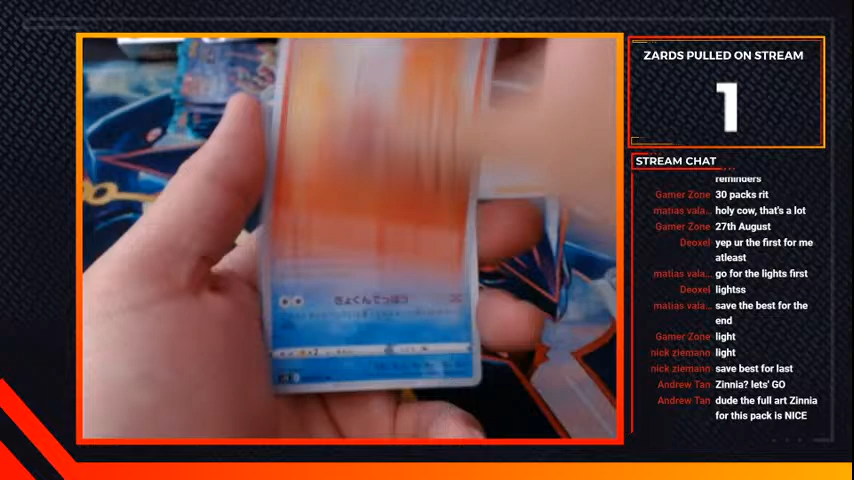 ZARDS PULLED ON STREAM
1
STREAM CHAT
reminders
Gamer Zone 30 packs rit
matias vala... holy cow, that's a lot
Gamer Zone 27th August
Deoxel yep ur the first for me
atleast
matias vala... go for the lights first
Deoxel lightss
matias vala... save the best for the
end
Gamer Zone light
nick ziemann light
nick ziemann save best for last
Andrew Tan Zinnia? lets' GO
Andrew Tan dude the full art Zinnia
for this pack is NICE